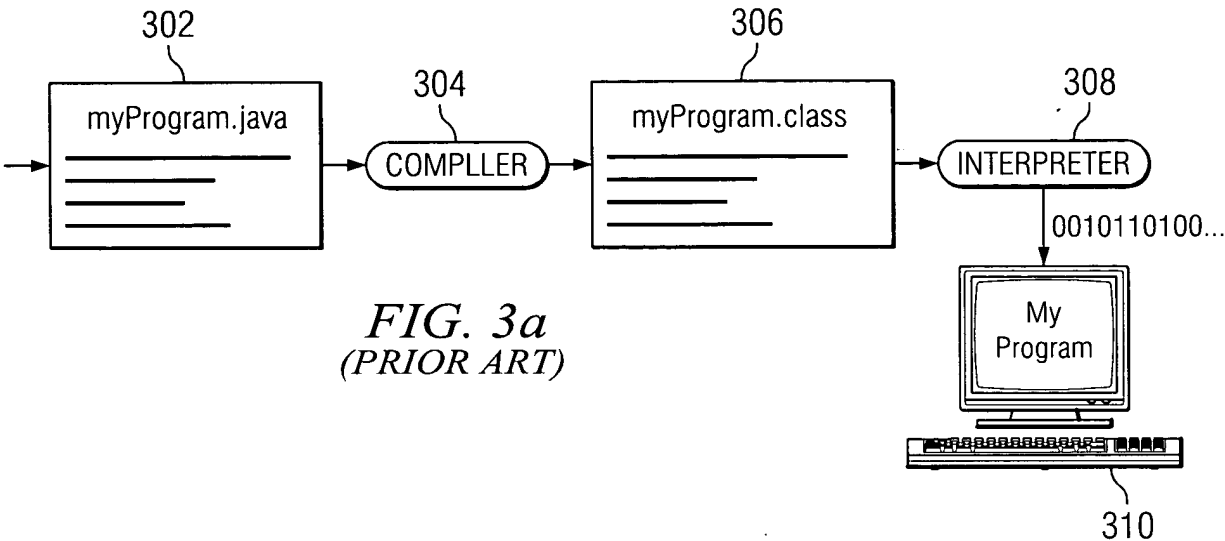 302
myProgram.java
304
COMPLLER
306
myProgram.class
308
INTERPRETER
0010110100...
My
Program
310
FIG. 3a
(PRIOR ART)